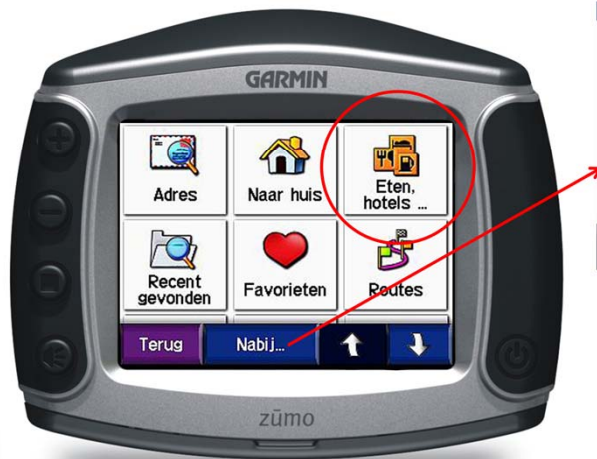 GARMIN
Adres
Naar huis
Eten,
hotels ...
Recent
gevonden
Favorieten
Routes
Terug
Nabij...
zūmo